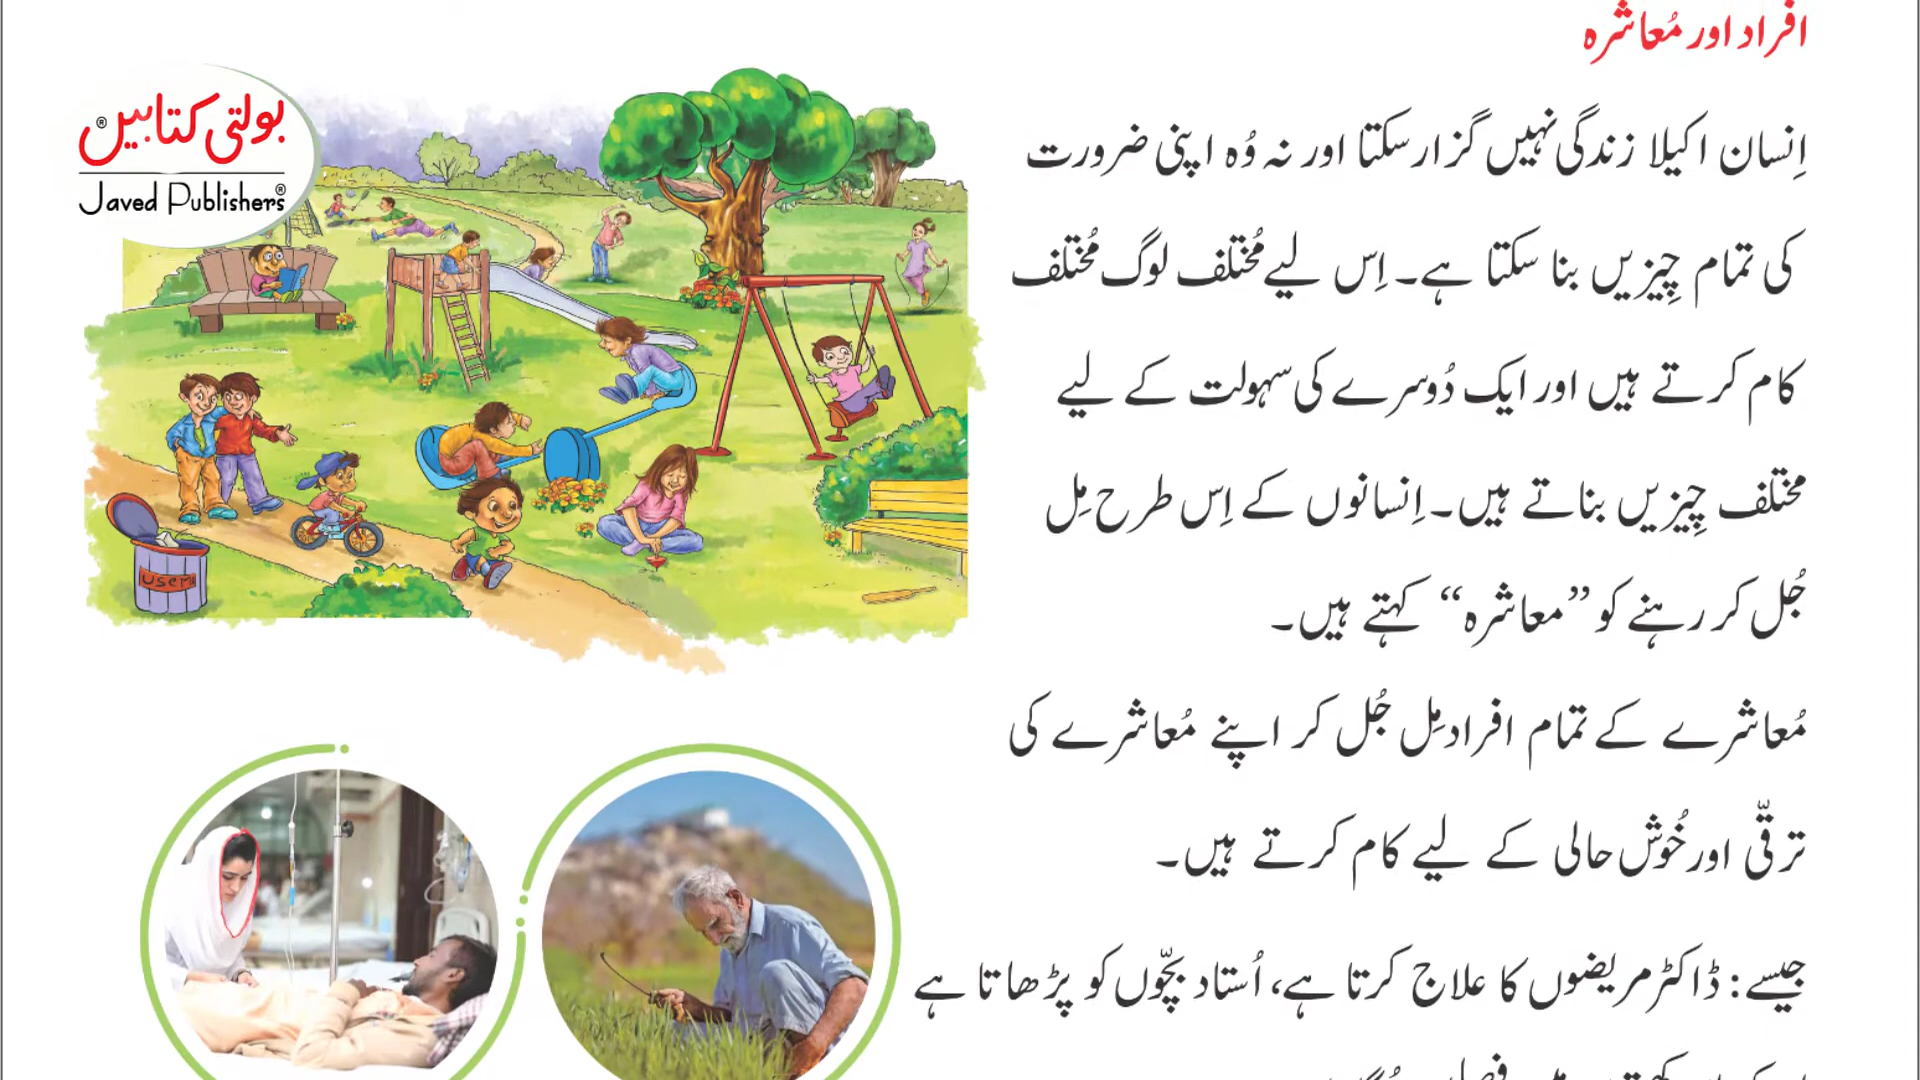 افراد اور مُعاشرہ
اِنسان اکیلا زندگی نہیں گزار سکتا اور نہ وُہ اپنی ضرورت
کی تمام چِیزیں بنا سکتا ہے۔ اِس لیے مُختلف لوگ مُختلف
کام کرتے ہیں اور ایک دُوسرے کی سہولت کے لیے
مختلف چِیزیں بناتے ہیں۔ اِنسانوں کے اِس طرح مِل
جُل کر رہنے کو ”معاشرہ“ کہتے ہیں۔
مُعاشرے کے تمام افراد مِل جُل کر اپنے مُعاشرے کی
ترقّی اور خُوش حالی کے لیے کام کرتے ہیں۔
جیسے: ڈاکٹر مریضوں کا علاج کرتا ہے، اُستاد بچّوں کو پڑھاتا ہے
بولتی کتابیں®
Javed Publishers®
USE ME